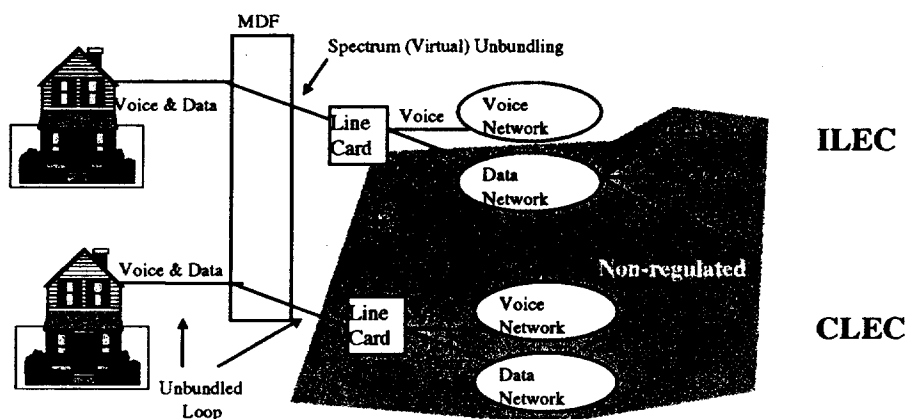 MDF
Spectrum (Virtual) Unbundling
Voice & Data
Line
Card
Voice
Voice
Network
ILEC
Data
Network
Non-regulated
Voice & Data
Line
Card
Voice
Network
CLEC
Data
Network
Unbundled
Loop